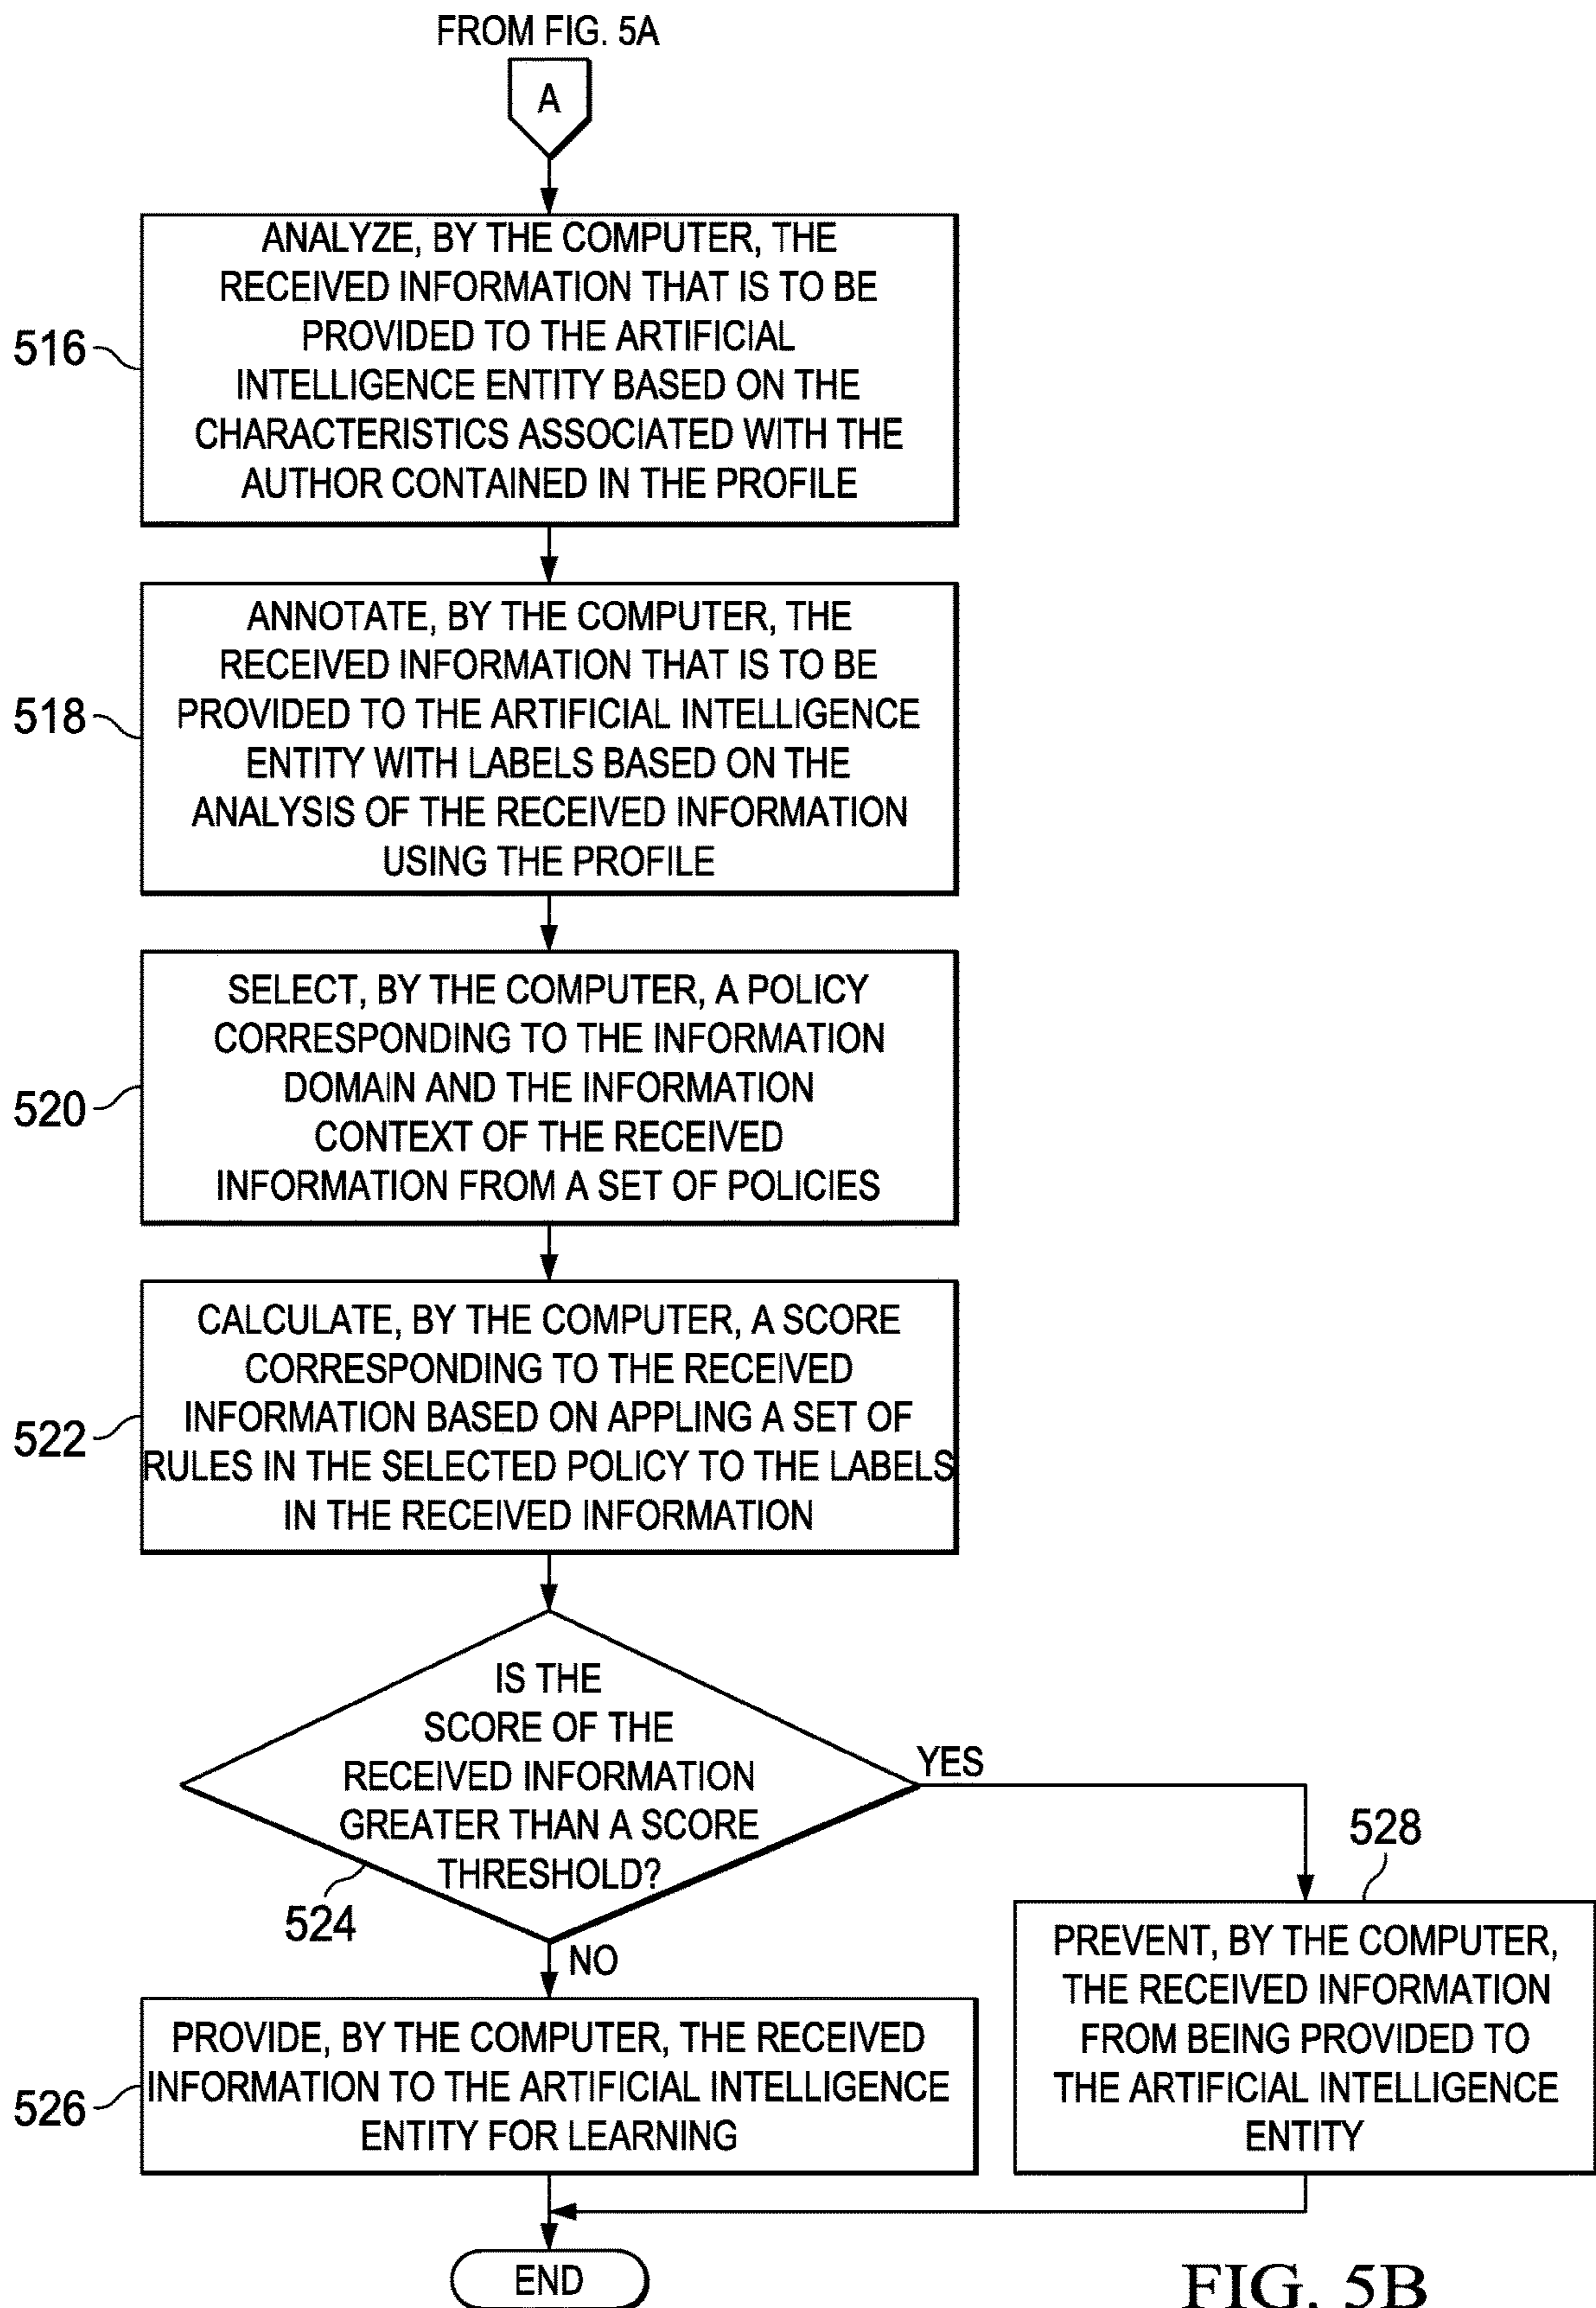 FROM FIG. 5A
A
ANALYZE, BY THE COMPUTER, THE
RECEIVED INFORMATION THAT IS TO BE
PROVIDED TO THE ARTIFICIAL
INTELLIGENCE ENTITY BASED ON THE
CHARACTERISTICS ASSOCIATED WITH THE
AUTHOR CONTAINED IN THE PROFILE
516
ANNOTATE, BY THE COMPUTER, THE
RECEIVED INFORMATION THAT IS TO BE
PROVIDED TO THE ARTIFICIAL INTELLIGENCE
ENTITY WITH LABELS BASED ON THE
ANALYSIS OF THE RECEIVED INFORMATION
USING THE PROFILE
518
SELECT, BY THE COMPUTER, A POLICY
CORRESPONDING TO THE INFORMATION
DOMAIN AND THE INFORMATION
CONTEXT OF THE RECEIVED
INFORMATION FROM A SET OF POLICIES
520
CALCULATE, BY THE COMPUTER, A SCORE
CORRESPONDING TO THE RECEIVED
INFORMATION BASED ON APPLING A SET OF
RULES IN THE SELECTED POLICY TO THE LABELS
IN THE RECEIVED INFORMATION
522
IS THE
SCORE OF THE
RECEIVED INFORMATION
GREATER THAN A SCORE
THRESHOLD?
524
YES
NO
528
PREVENT, BY THE COMPUTER,
THE RECEIVED INFORMATION
FROM BEING PROVIDED TO
THE ARTIFICIAL INTELLIGENCE
ENTITY
PROVIDE, BY THE COMPUTER, THE RECEIVED
INFORMATION TO THE ARTIFICIAL INTELLIGENCE
ENTITY FOR LEARNING
526
END
FIG. 5B